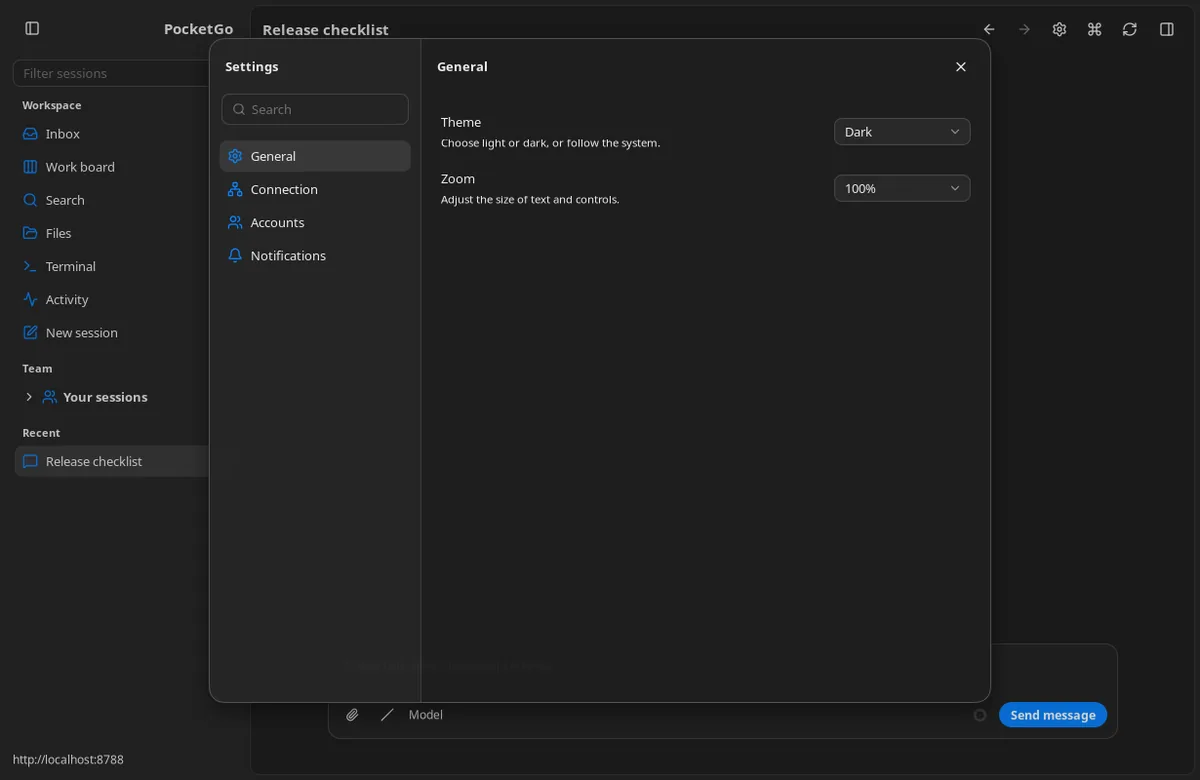 PocketGo
Release checklist
Filter sessions
Workspace
Inbox
Work board
Search
Files
Terminal
Activity
New session
Team
Your sessions
Recent
Release checklist
http://localhost:8788
Settings
Search
General
Connection
Accounts
Notifications
General
Theme
Choose light or dark, or follow the system.
Dark
Zoom
Adjust the size of text and controls.
100%
Model
Send message